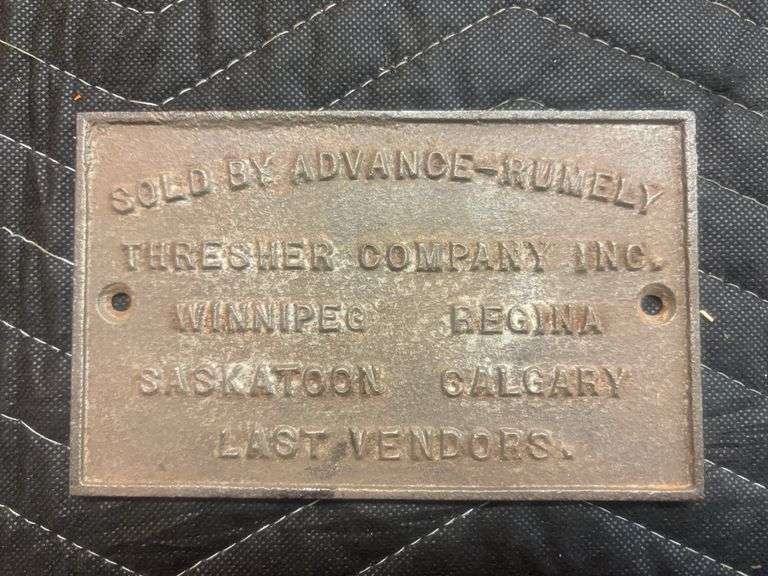 SOLD BY ADVANCE-RUMELY
THRESHER COMPANY INC.
WINNIPEG REGINA
SASKATOON CALGARY
LAST VENDORS.